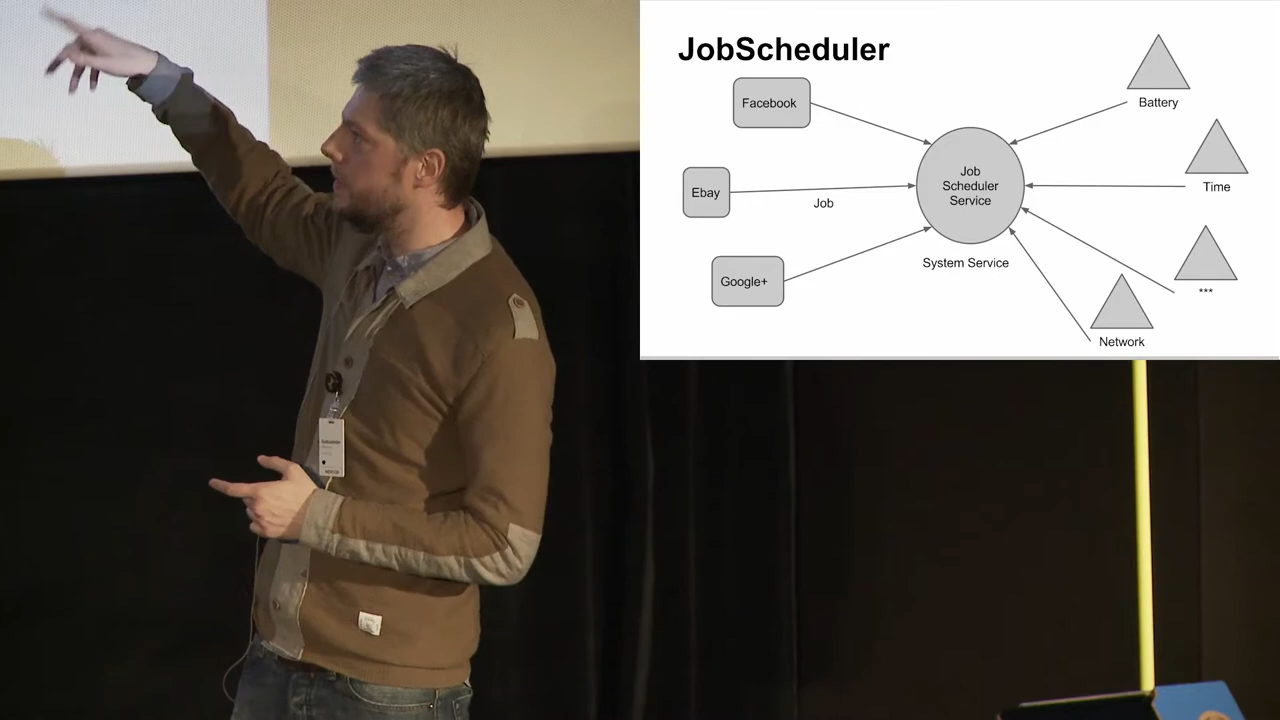 JobScheduler
Facebook
Battery
Job
Scheduler
Service
Time
Ebay
Job
System Service
Google+
***
Network